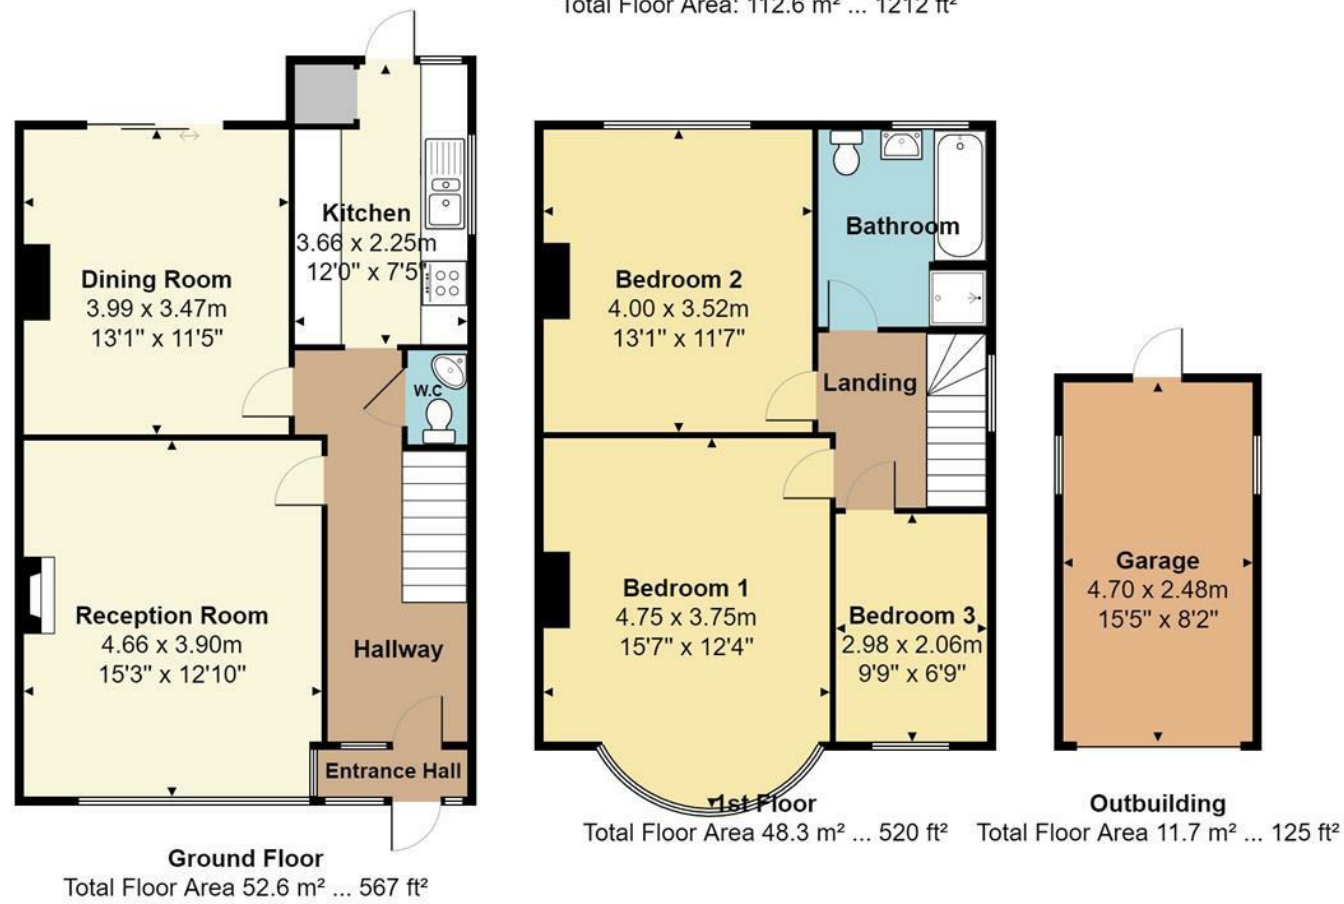 Total Floor Area: 112.6 m² ... 1212 ft²
Kitchen
3.66 x 2.25m
12'0" x 7'5"
Dining Room
3.99 x 3.47m
13'1" x 11'5"
W.C
Reception Room
4.66 x 3.90m
15'3" x 12'10"
Hallway
Entrance Hall
Ground Floor
Total Floor Area 52.6 m² ... 567 ft²
Bathroom
Bedroom 2
4.00 x 3.52m
13'1" x 11'7"
Landing
Bedroom 1
4.75 x 3.75m
15'7" x 12'4"
Bedroom 3
2.98 x 2.06m
9'9" x 6'9"
1st Floor
Total Floor Area 48.3 m² ... 520 ft²
Garage
4.70 x 2.48m
15'5" x 8'2"
Outbuilding
Total Floor Area 11.7 m² ... 125 ft²